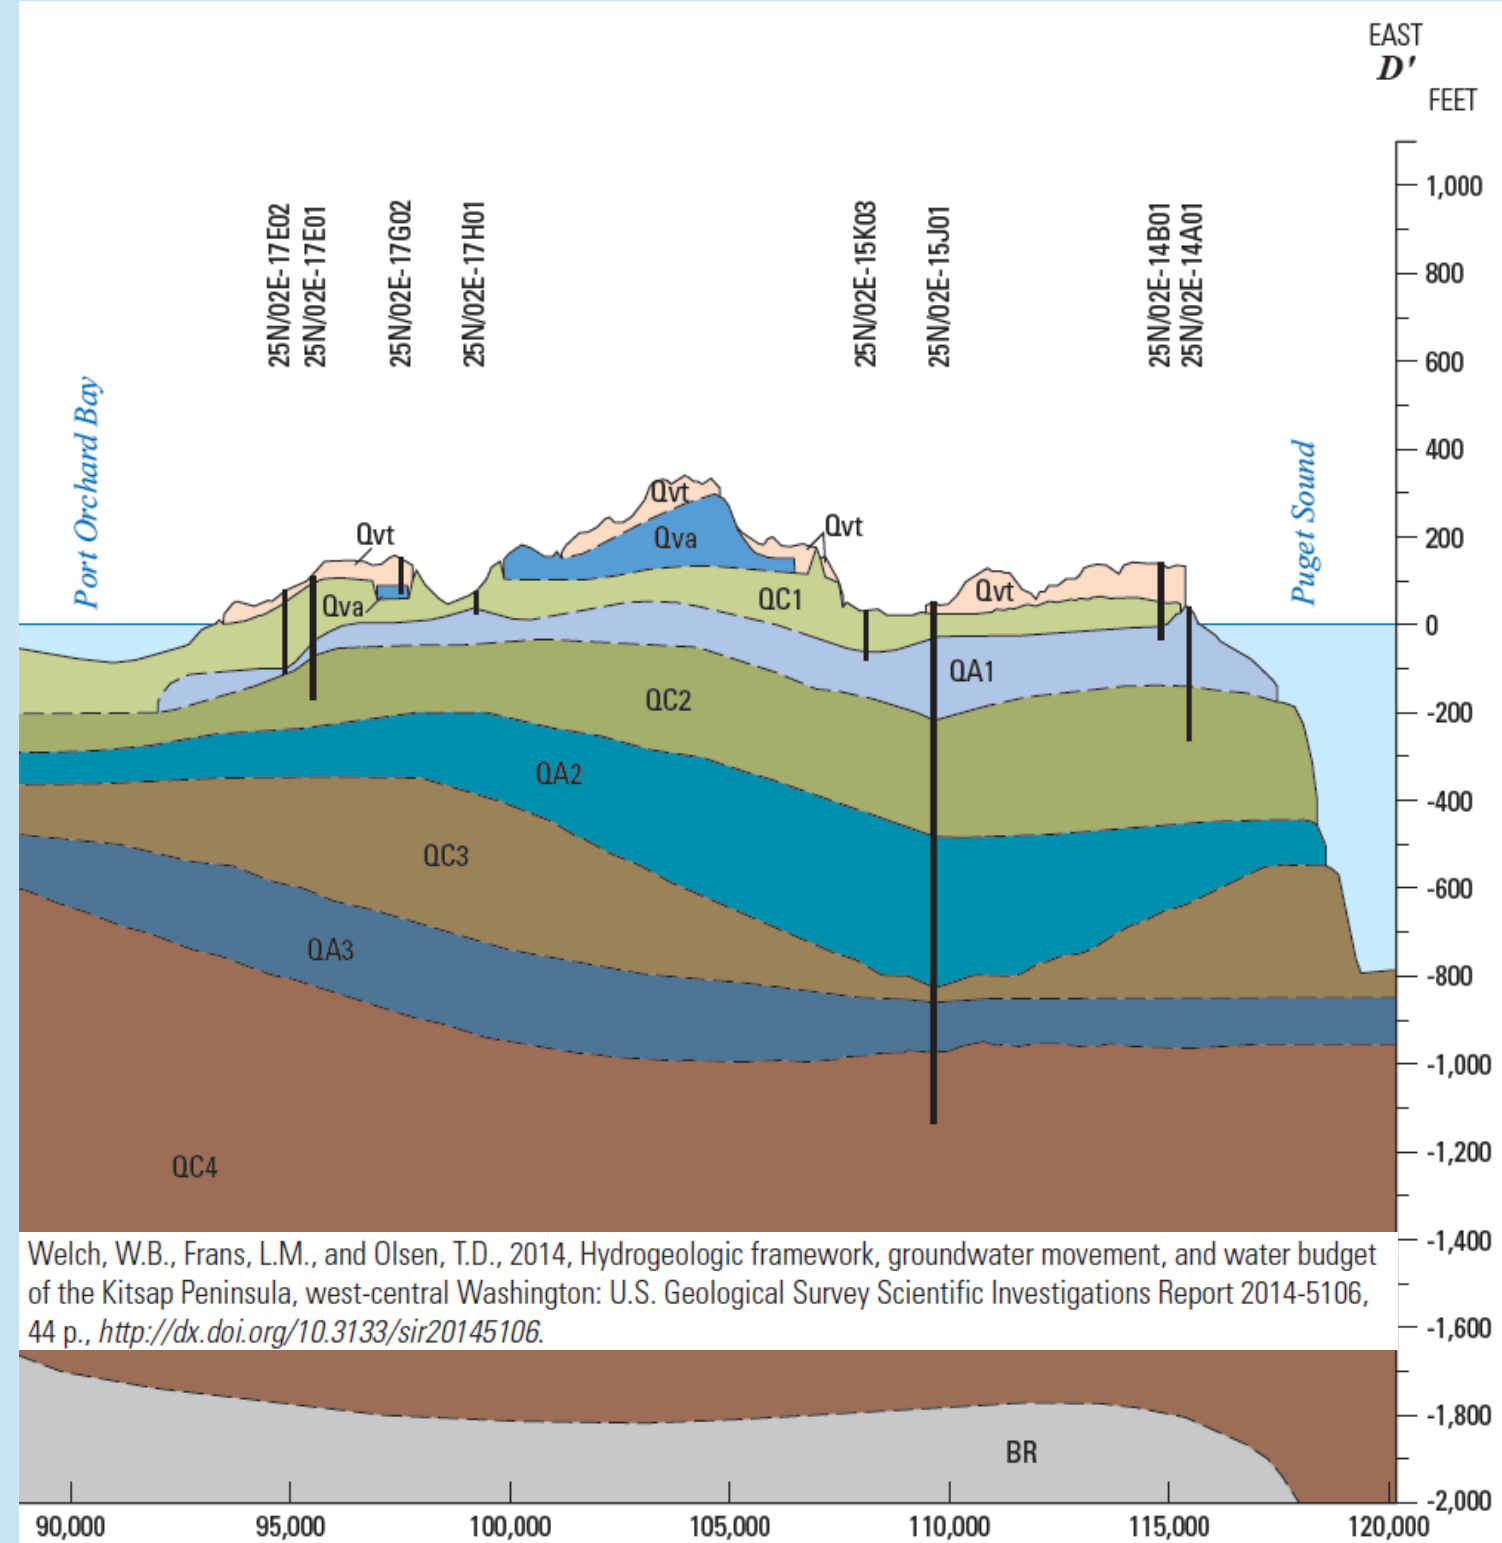 EAST
D'
FEET
1,000
800
600
400
200
0
-200
-400
-600
-800
-1,000
-1,200
-1,400
-1,600
-1,800
-2,000
25N/02E-17E02
25N/02E-17E01
25N/02E-17G02
25N/02E-17H01
25N/02E-15K03
25N/02E-15J01
25N/02E-14B01
25N/02E-14A01
Port Orchard Bay
Puget Sound
Qvt
Qvt
Qvt
Qva
Qva
Qvt
QC1
QA1
QC2
QA2
QC3
QA3
QC4
Welch, W.B., Frans, L.M., and Olsen, T.D., 2014, Hydrogeologic framework, groundwater movement, and water budget
of the Kitsap Peninsula, west-central Washington: U.S. Geological Survey Scientific Investigations Report 2014-5106,
44 p., http://dx.doi.org/10.3133/sir20145106.
BR
90,000
95,000
100,000
105,000
110,000
115,000
120,000